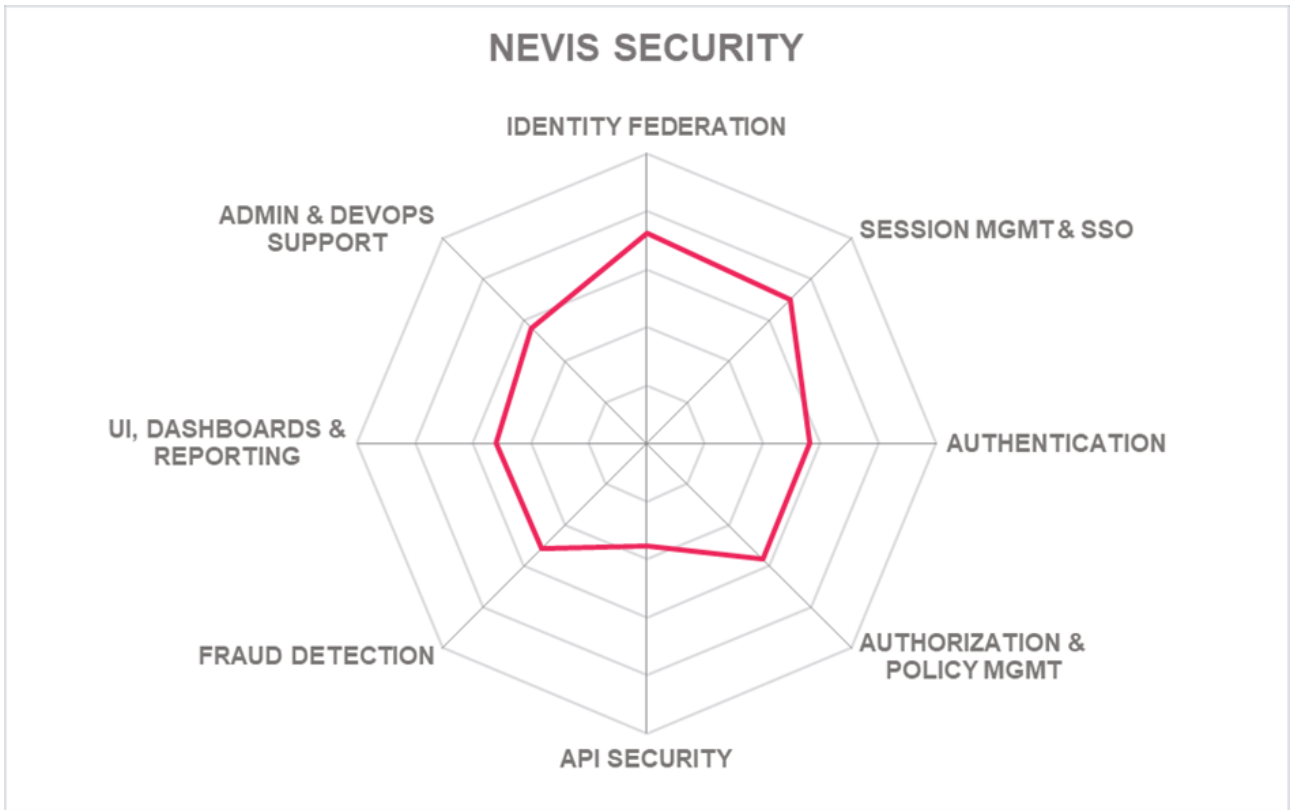 NEVIS SECURITY
IDENTITY FEDERATION
ADMIN & DEVOPS
SUPPORT
SESSION MGMT & SSO
UI, DASHBOARDS &
REPORTING
AUTHENTICATION
FRAUD DETECTION
AUTHORIZATION &
POLICY MGMT
API SECURITY